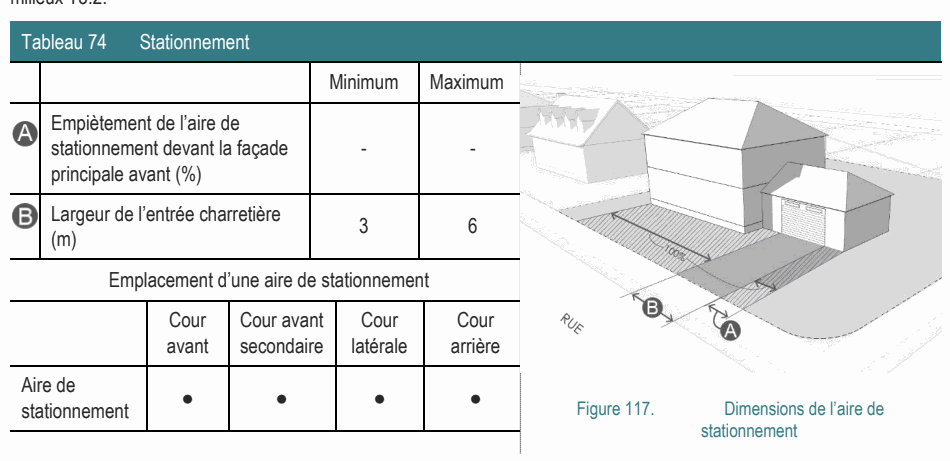 milieux T3.2.
Tableau 74 Stationnement
Minimum Maximum
A Empiètement de l’aire de
stationnement devant la façade
principale avant (%) - -
B Largeur de l’entrée charretière
(m) 3 6
Emplacement d’une aire de stationnement
Cour
avant
Cour avant
secondaire
Cour
latérale
Cour
arrière
Aire de
stationnement ● ● ● ●
100%
B
A
RUE
Figure 117. Dimensions de l’aire de
stationnement